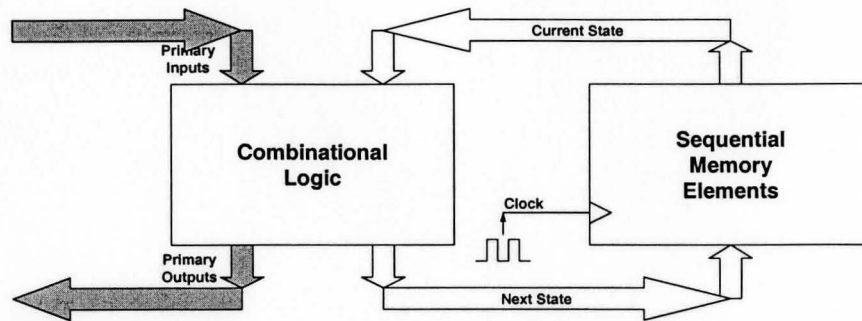 Current State
Primary
Inputs
Combinational
Logic
Sequential
Memory
Elements
Clock
Primary
Outputs
Next State